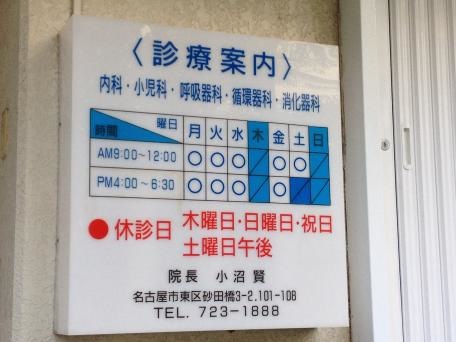 〈診療案内〉
内科・小児科・呼吸器科・循環器科・消化器科
時間 曜日 月 火 水 木 金 土 日
AM9:00~12:00 ○ ○ ○ / ○ ○ /
PM4:00~6:30 ○ ○ ○ / ○ / /
●休診日 木曜日・日曜日・祝日
土曜日午後
院長 小沼 賢
名古屋市東区砂田橋3-2.101-108
TEL. 723-1888